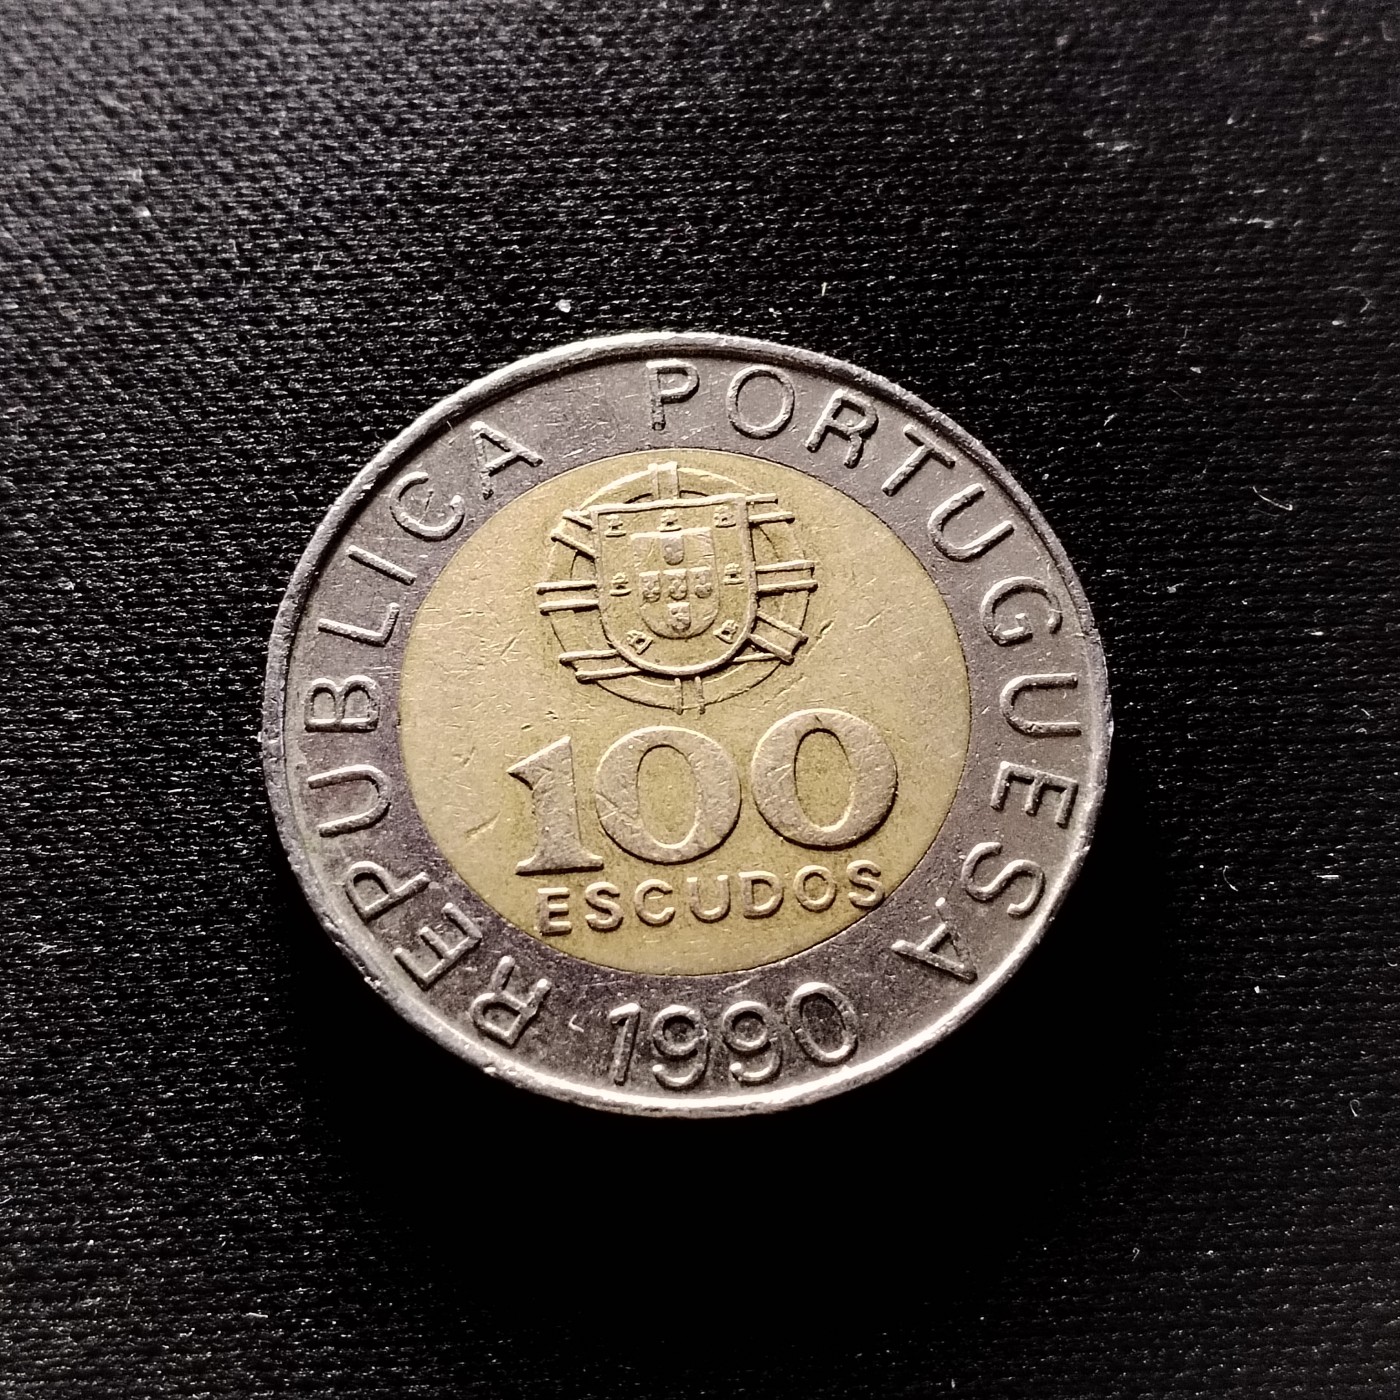 REPUBLICA PORTUGUESA
100
ESCUDOS
1990